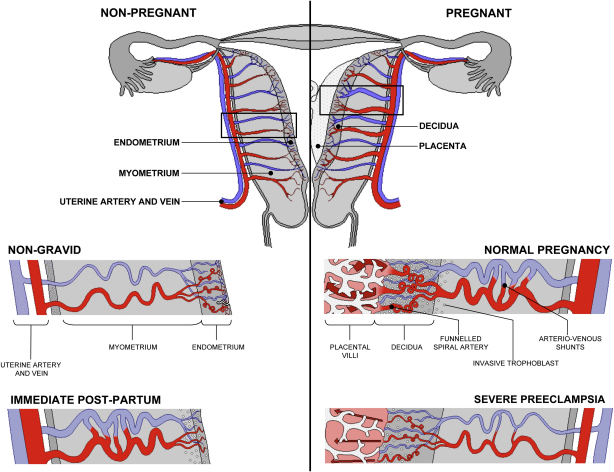 NON-PREGNANT
PREGNANT
ENDOMETRIUM
MYOMETRIUM
UTERINE ARTERY AND VEIN
DECIDUA
PLACENTA
NON-GRAVID
UTERINE ARTERY
AND VEIN
MYOMETRIUM
ENDOMETRIUM
NORMAL PREGNANCY
PLACENTAL
VILLI
DECIDUA
FUNNELLED
SPIRAL ARTERY
INVASIVE TROPHOBLAST
ARTERIO-VENOUS
SHUNTS
IMMEDIATE POST-PARTUM
SEVERE PREECLAMPSIA